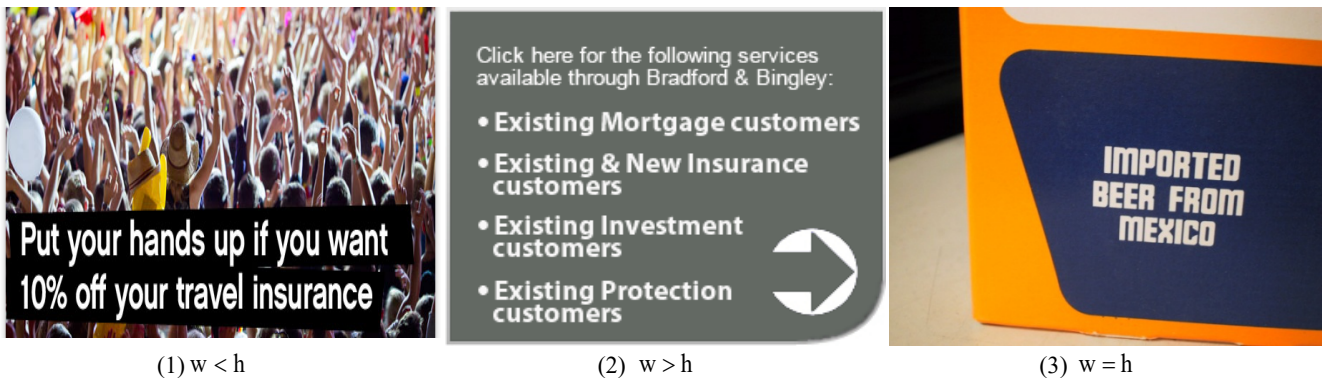 Put your hands up if you want
10% off your travel insurance
Click here for the following services
available through Bradford & Bingley:
• Existing Mortgage customers
• Existing & New Insurance
customers
• Existing Investment
customers
• Existing Protection
customers
IMPORTED
BEER FROM
MEXICO
(1) w < h
(2) w > h
(3) w = h